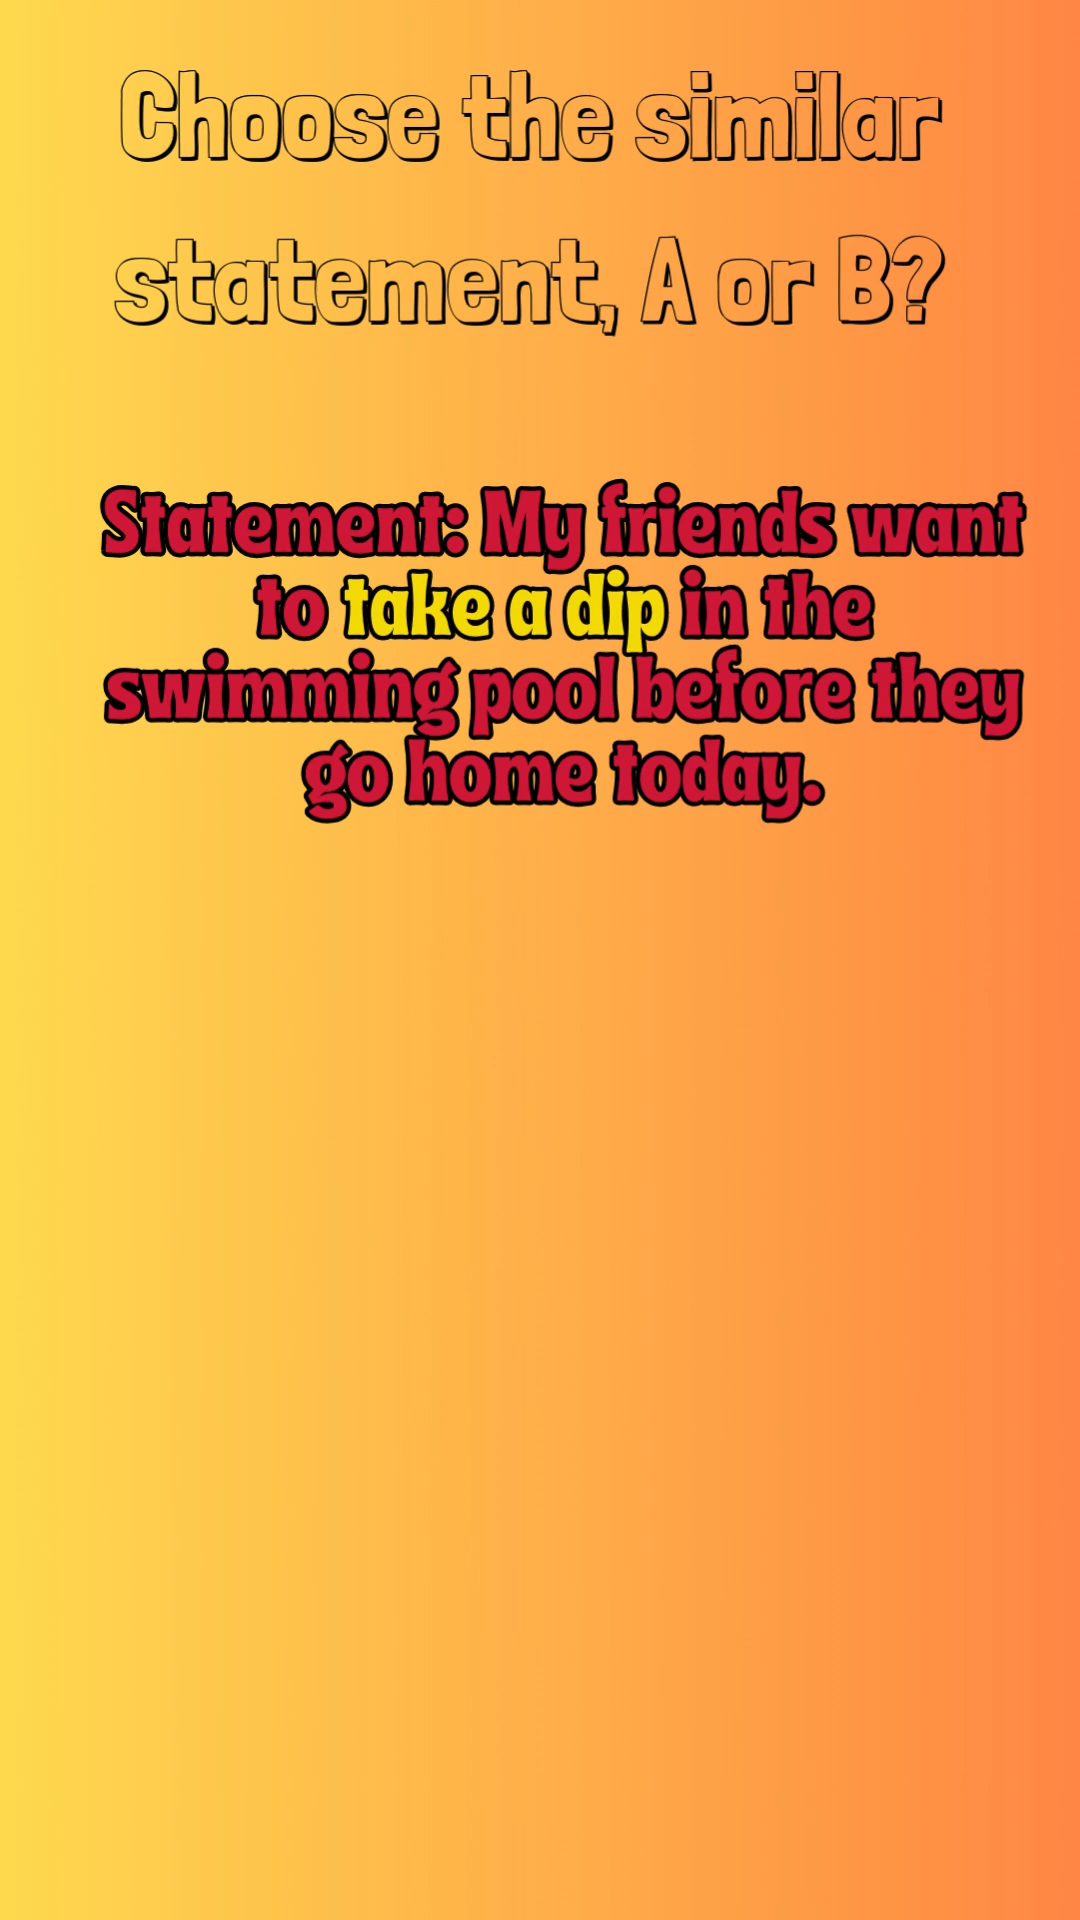 Choose the similar
statement, A or B?
Statement: My friends want
to take a dip in the
swimming pool before they
go home today.